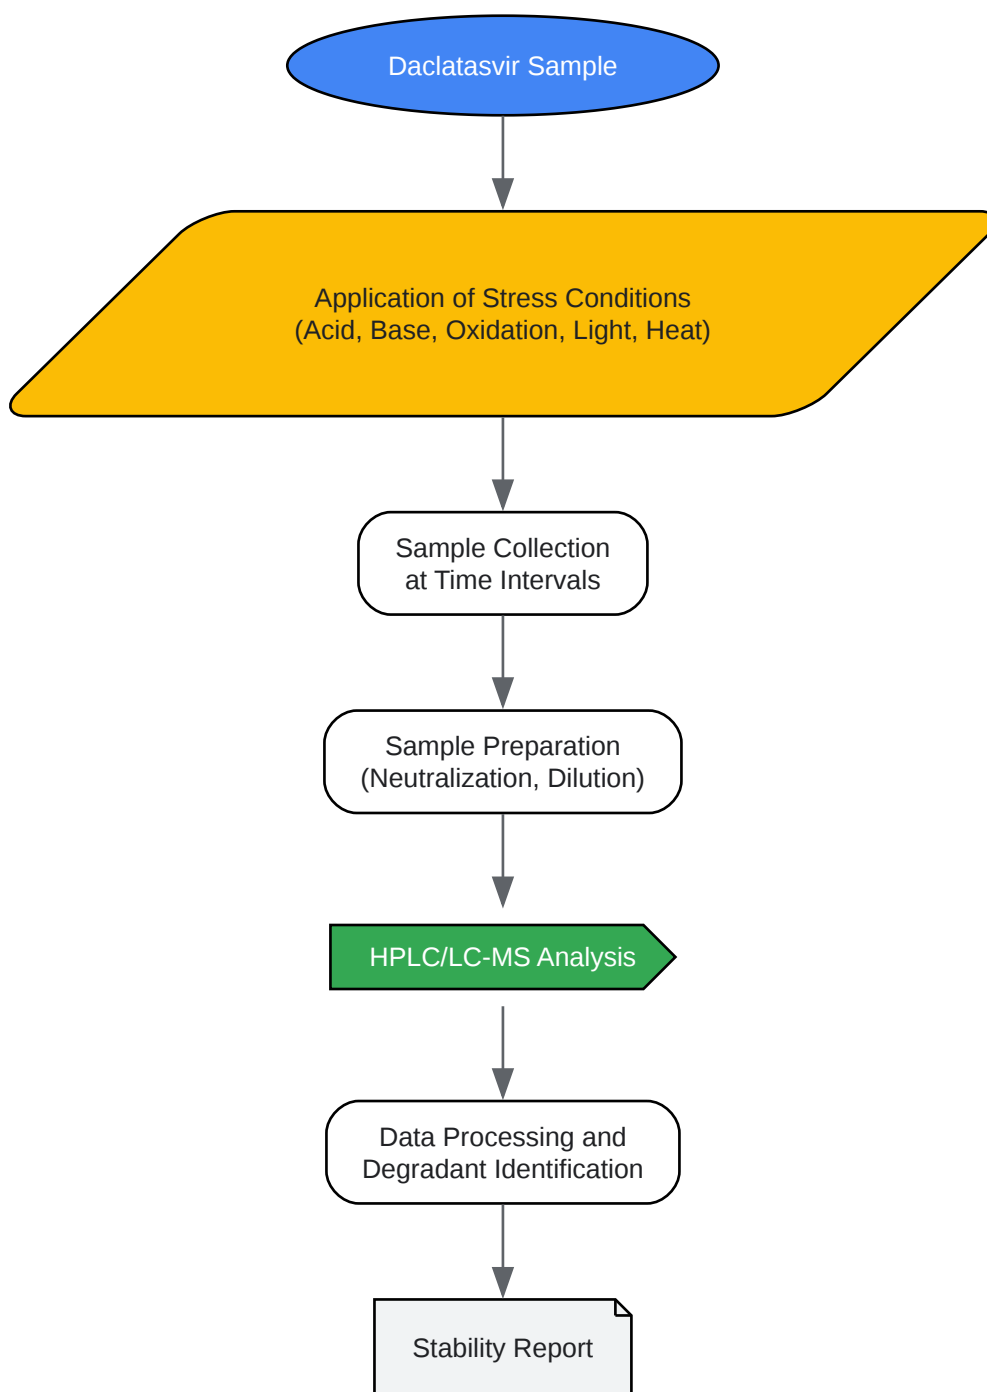 Daclatasvir Sample
Application of Stress Conditions
(Acid, Base, Oxidation, Light, Heat)
Sample Collection
at Time Intervals
Sample Preparation
(Neutralization, Dilution)
HPLC/LC-MS Analysis
Data Processing and
Degradant Identification
Stability Report